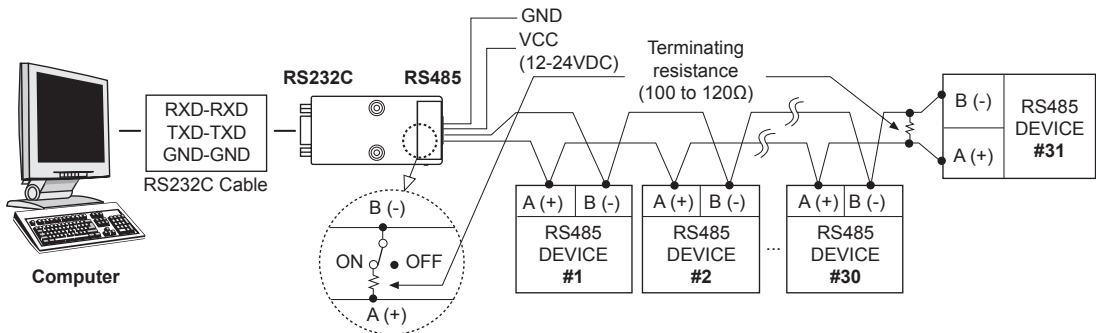 GND
VCC
(12-24VDC)
Terminating
resistance
(100 to 120Ω)
RS232C
RS485
RXD-RXD
TXD-TXD
GND-GND
RS232C Cable
Computer
B (-)
ON
OFF
A (+)
A (+)
B (-)
RS485
DEVICE
#1
A (+)
B (-)
RS485
DEVICE
#2
...
A (+)
B (-)
RS485
DEVICE
#30
B (-)
A (+)
RS485
DEVICE
#31